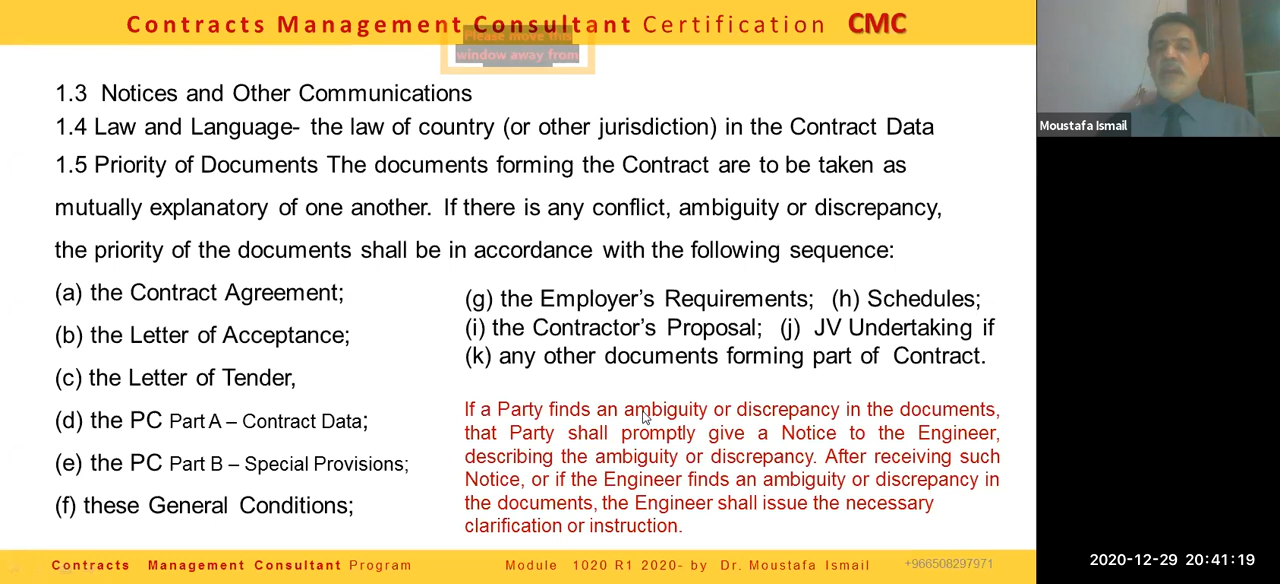 Contracts Management Consultant Certification CMC
Please move this
window away from
Moustafa Ismail
1.3 Notices and Other Communications
1.4 Law and Language- the law of country (or other jurisdiction) in the Contract Data
1.5 Priority of Documents The documents forming the Contract are to be taken as
mutually explanatory of one another. If there is any conflict, ambiguity or discrepancy,
the priority of the documents shall be in accordance with the following sequence:
(a) the Contract Agreement;
(b) the Letter of Acceptance;
(c) the Letter of Tender,
(d) the PC Part A – Contract Data;
(e) the PC Part B – Special Provisions;
(f) these General Conditions;
(g) the Employer's Requirements; (h) Schedules;
(i) the Contractor's Proposal; (j) JV Undertaking if
(k) any other documents forming part of Contract.
If a Party finds an ambiguity or discrepancy in the documents,
that Party shall promptly give a Notice to the Engineer,
describing the ambiguity or discrepancy. After receiving such
Notice, or if the Engineer finds an ambiguity or discrepancy in
the documents, the Engineer shall issue the necessary
clarification or instruction.
Contracts Management Consultant Program
Module 1020 R1 2020- by Dr. Moustafa Ismail
+966508297971
2020-12-29 20:41:19